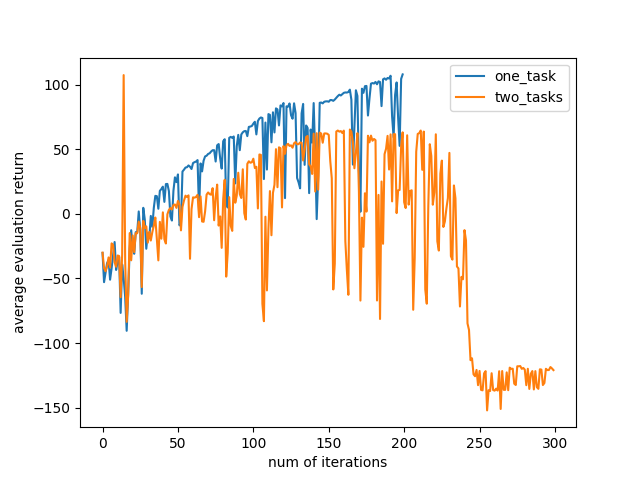 one_task
two_tasks
average evaluation return
100
50
0
−50
−100
−150
0 50 100 150 200 250 300
num of iterations